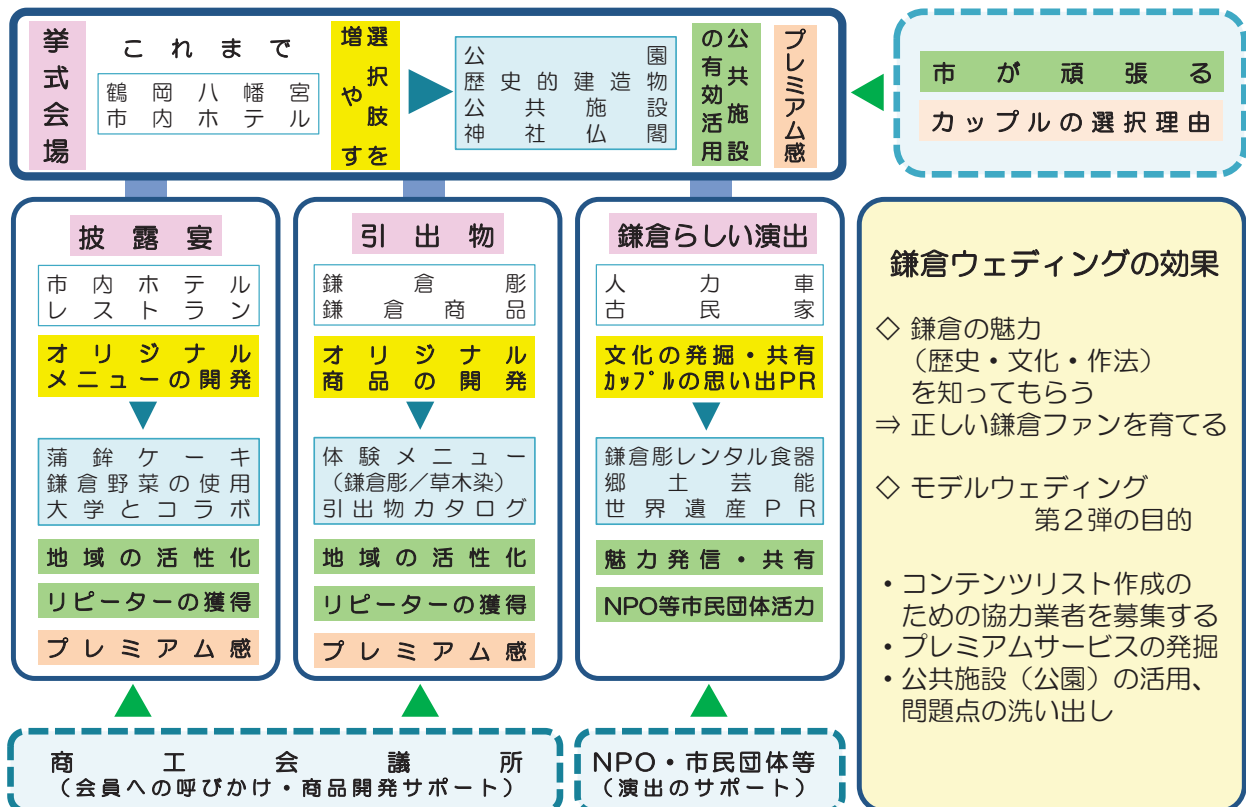 挙式会場
これまで
鶴岡八幡宮
市内ホテル
選択肢を
増やす
公園
歴史的建造物
公共施設
神社仏閣
公共施設
の有効活用
プレミアム感
市が頑張る
カップルの選択理由
披露宴
市内ホテル
レストラン
オリジナル
メニューの開発
蒲鉾ケーキ
鎌倉野菜の使用
大学とコラボ
地域の活性化
リピーターの獲得
プレミアム感
引出物
鎌倉彫
鎌倉商品
オリジナル
商品の開発
体験メニュー
（鎌倉彫／草木染）
引出物カタログ
地域の活性化
リピーターの獲得
プレミアム感
鎌倉らしい演出
人力車
古民家
文化の発掘・共有
ｶｯﾌﾟﾙの思い出PR
鎌倉彫レンタル食器
郷土芸能
世界遺産PR
魅力発信・共有
NPO等市民団体活力
商工会議所
（会員への呼びかけ・商品開発サポート）
NPO・市民団体等
（演出のサポート）
鎌倉ウェディングの効果
◇ 鎌倉の魅力
（歴史・文化・作法）
を知ってもらう
⇒ 正しい鎌倉ファンを育てる
◇ モデルウェディング
第２弾の目的
・コンテンツリスト作成の
ための協力業者を募集する
・プレミアムサービスの発掘
・公共施設（公園）の活用、
問題点の洗い出し